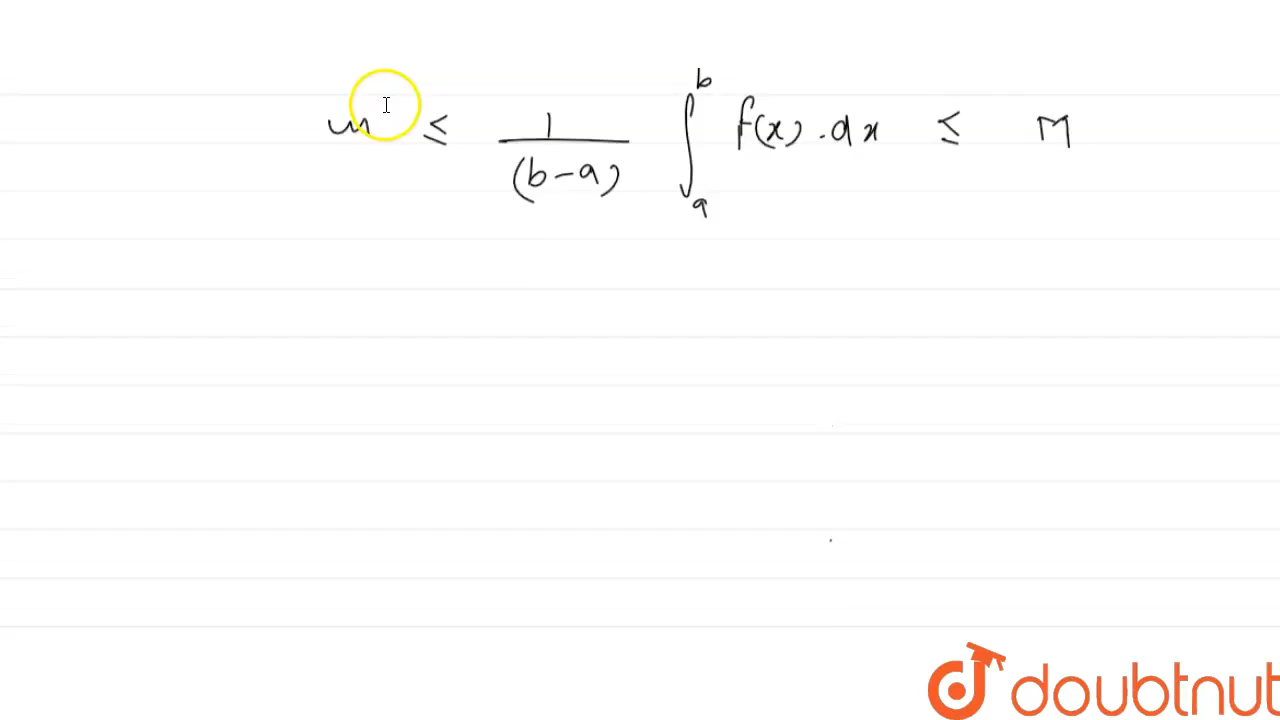 m ≤ 1/(b-a) ∫_a^b f(x).dx ≤ M
doubtnut